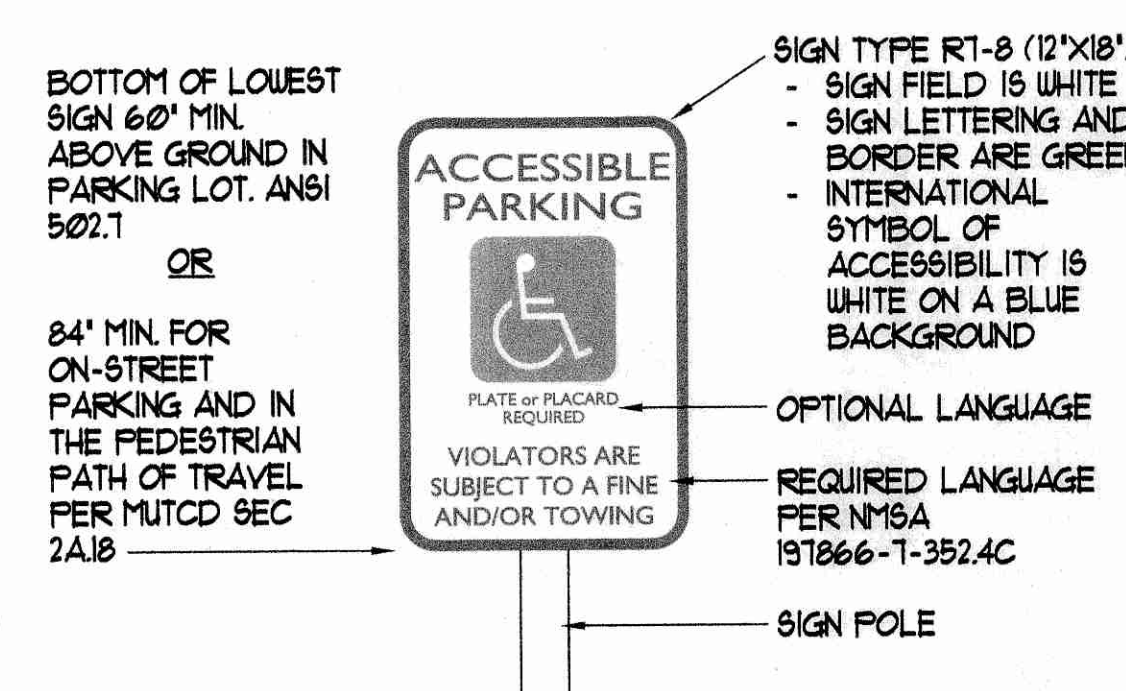 BOTTOM OF LOWEST
SIGN 60" MIN.
ABOVE GROUND IN
PARKING LOT. ANSI
502.7
OR
84" MIN. FOR
ON-STREET
PARKING AND IN
THE PEDESTRIAN
PATH OF TRAVEL
PER MUTCD SEC
2A.18
ACCESSIBLE
PARKING
PLATE or PLACARD
REQUIRED
VIOLATORS ARE
SUBJECT TO A FINE
AND/OR TOWING
SIGN TYPE R7-8 (12"X18"
- SIGN FIELD IS WHITE
- SIGN LETTERING AND
BORDER ARE GREEN
- INTERNATIONAL
SYMBOL OF
ACCESSIBILITY IS
WHITE ON A BLUE
BACKGROUND
OPTIONAL LANGUAGE
REQUIRED LANGUAGE
PER NMSA
197866-7-352.4C
SIGN POLE